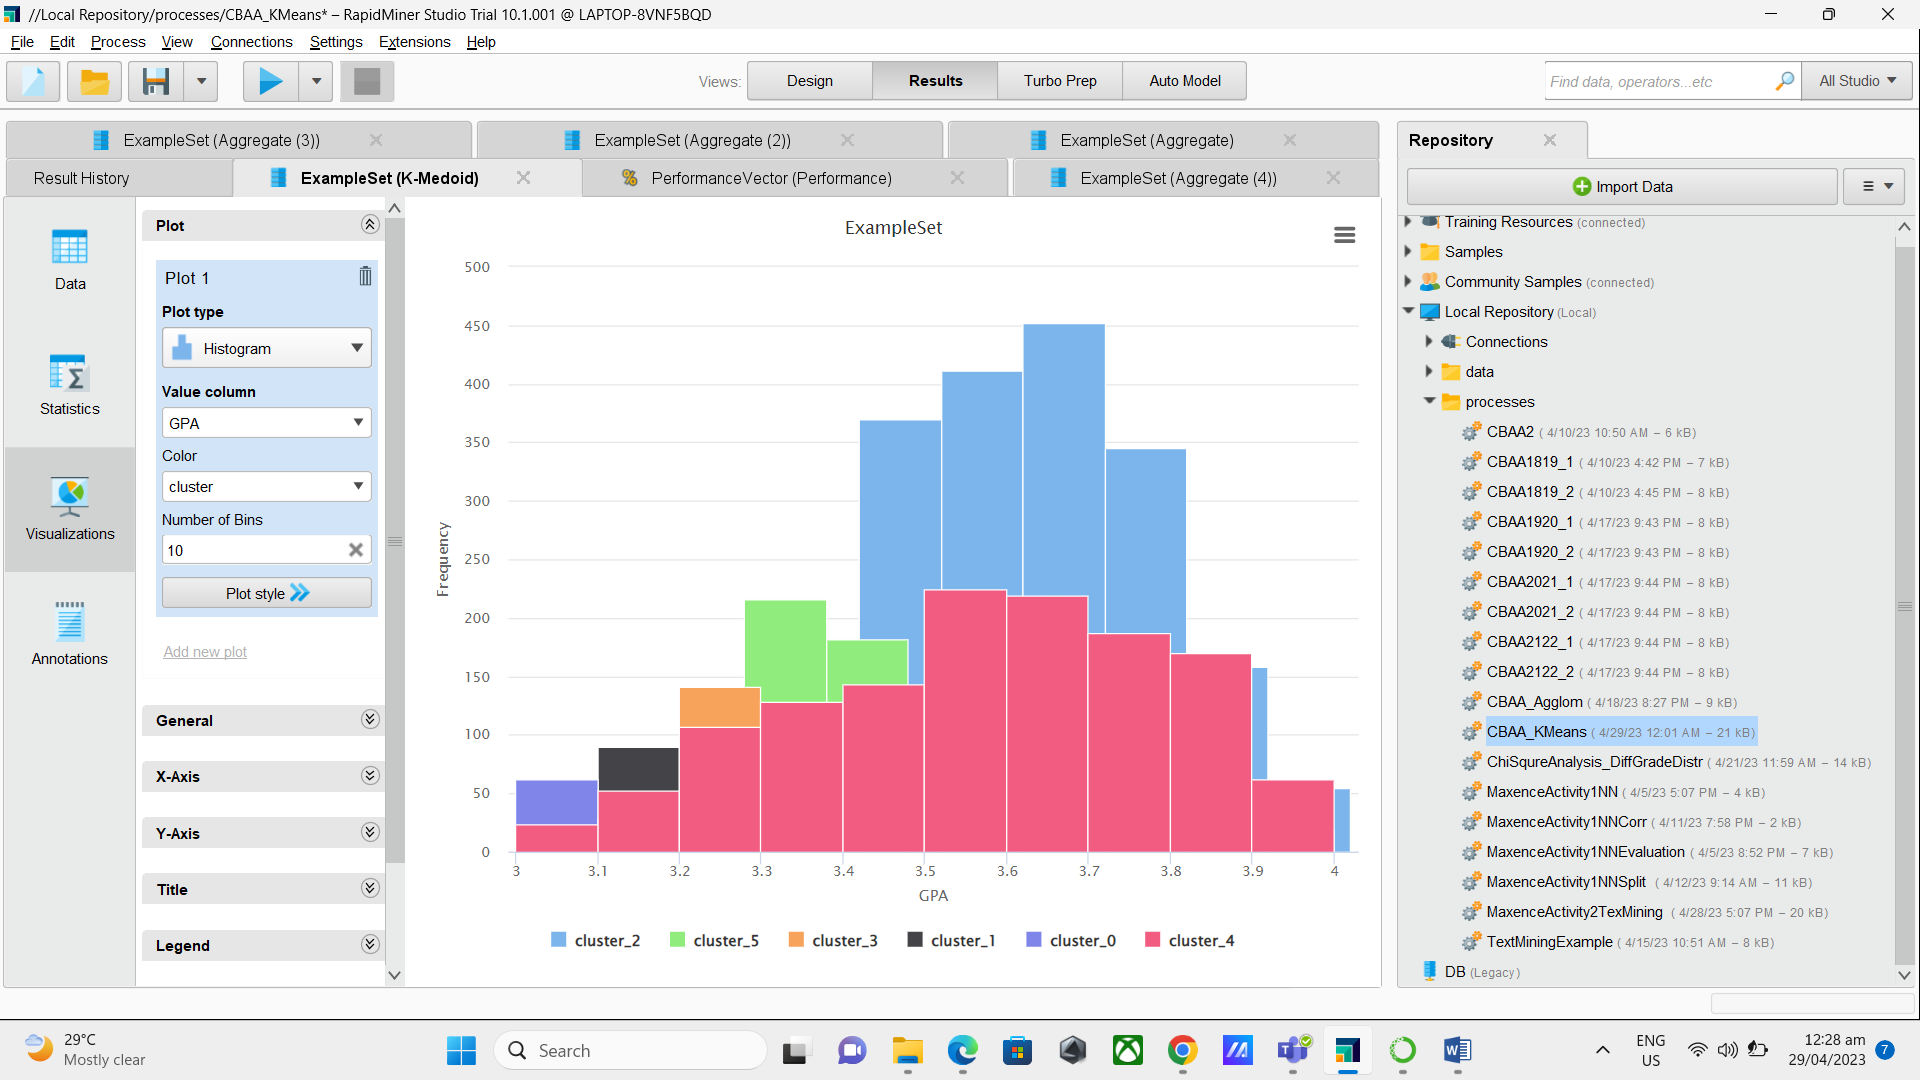 //Local Repository/processes/CBAA_KMeans* – RapidMiner Studio Trial 10.1.001 @ LAPTOP-8VNF5BQD
File Edit Process View Connections Settings Extensions Help
Views: Design Results Turbo Prep Auto Model
Find data, operators...etc All Studio
ExampleSet (Aggregate (3)) ExampleSet (Aggregate (2)) ExampleSet (Aggregate)
Result History ExampleSet (K-Medoid) PerformanceVector (Performance) ExampleSet (Aggregate (4))
Data
Statistics
Visualizations
Annotations
Plot
Plot 1
Plot type
Histogram
Value column
GPA
Color
cluster
Number of Bins
10
Plot style
Add new plot
General
X-Axis
Y-Axis
Title
Legend
ExampleSet
500
450
400
350
300
250
200
150
100
50
0
Frequency
3 3.1 3.2 3.3 3.4 3.5 3.6 3.7 3.8 3.9 4
GPA
cluster_2 cluster_5 cluster_3 cluster_1 cluster_0 cluster_4
Repository
Import Data
Training Resources (connected)
Samples
Community Samples (connected)
Local Repository (Local)
Connections
data
processes
CBAA2 ( 4/10/23 10:50 AM – 6 kB)
CBAA1819_1 ( 4/10/23 4:42 PM – 7 kB)
CBAA1819_2 ( 4/10/23 4:45 PM – 8 kB)
CBAA1920_1 ( 4/17/23 9:43 PM – 8 kB)
CBAA1920_2 ( 4/17/23 9:43 PM – 8 kB)
CBAA2021_1 ( 4/17/23 9:44 PM – 8 kB)
CBAA2021_2 ( 4/17/23 9:44 PM – 8 kB)
CBAA2122_1 ( 4/17/23 9:44 PM – 8 kB)
CBAA2122_2 ( 4/17/23 9:44 PM – 8 kB)
CBAA_Agglom ( 4/18/23 8:27 PM – 9 kB)
CBAA_KMeans ( 4/29/23 12:01 AM – 21 kB)
ChiSqureAnalysis_DiffGradeDistr ( 4/21/23 11:59 AM – 14 kB)
MaxenceActivity1NN ( 4/5/23 5:07 PM – 4 kB)
MaxenceActivity1NNCorr ( 4/11/23 7:58 PM – 2 kB)
MaxenceActivity1NNEvaluation ( 4/5/23 8:52 PM – 7 kB)
MaxenceActivity1NNSplit ( 4/12/23 9:14 AM – 11 kB)
MaxenceActivity2TexMining ( 4/28/23 5:07 PM – 20 kB)
TextMiningExample ( 4/15/23 10:51 AM – 8 kB)
DB (Legacy)
29°C
Mostly clear
Search
ENG
US
12:28 am
29/04/2023
7